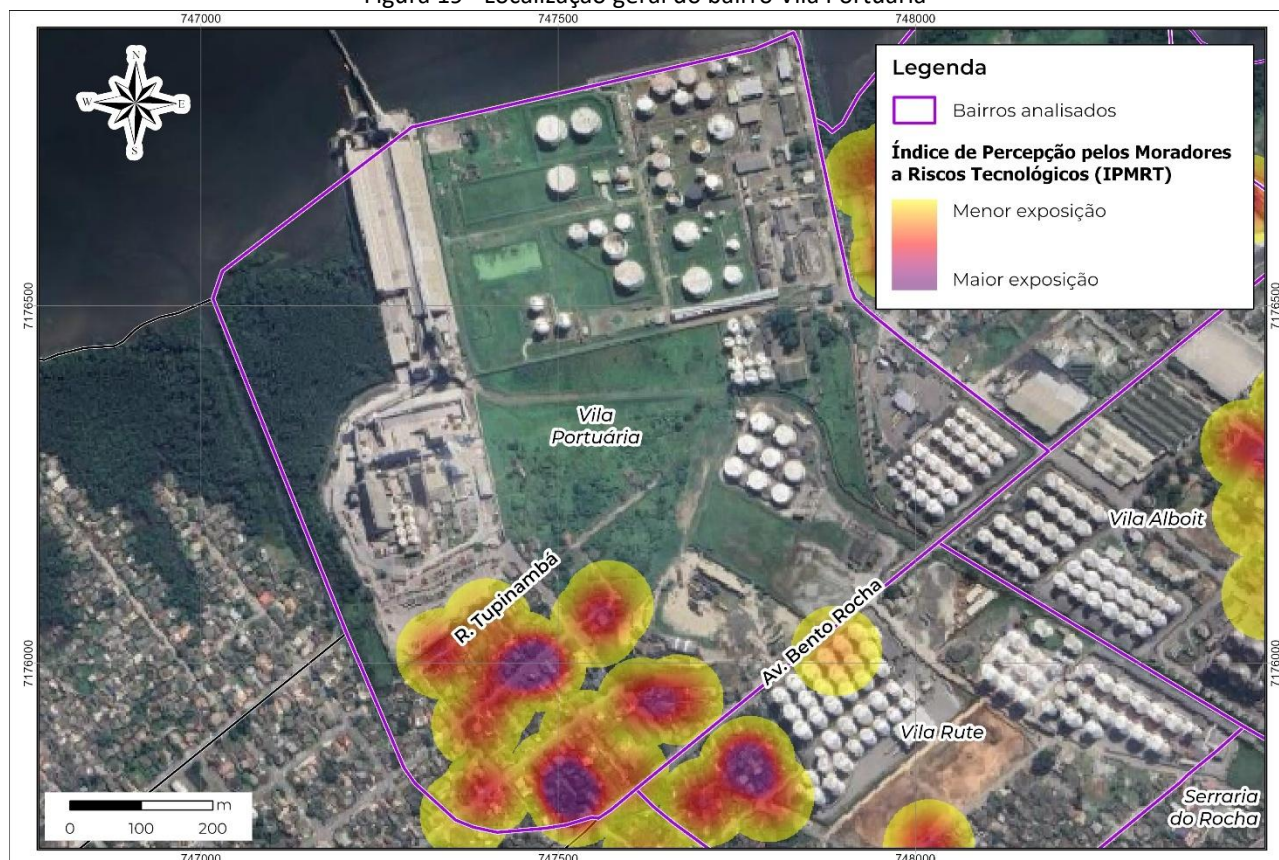 Figura 19 - Localização geral do bairro Vila Portuária
747000
747500
748000
N
W
E
S
Legenda
Bairros analisados
Índice de Percepção pelos Moradores
a Riscos Tecnológicos (IPMRT)
Menor exposição
Maior exposição
7176500
7176500
Vila
Portuária
Vila Alboit
R. Tupinambá
Av. Bento Rocha
7176000
7176000
Vila Rute
Serraria
do Rocha
m
0
100
200
747000
747500
748000